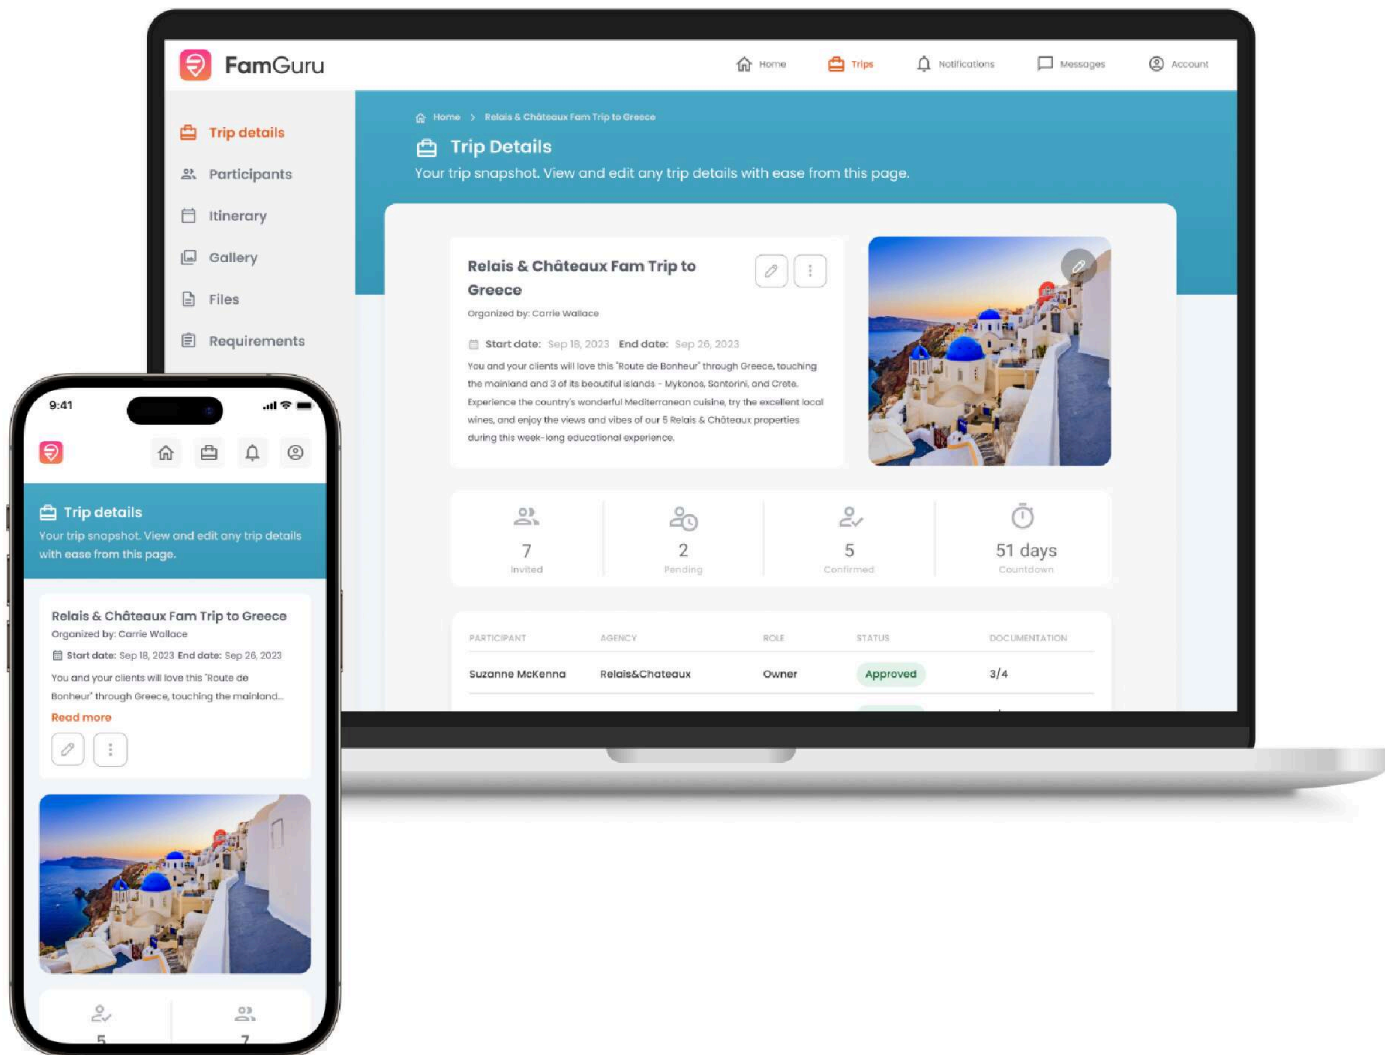 FamGuru
Home
Trips
Notifications
Messages
Account
Trip details
Participants
Itinerary
Gallery
Files
Requirements
Home > Relais & Châteaux Fam Trip to Greece
Trip Details
Your trip snapshot. View and edit any trip details with ease from this page.
Relais & Châteaux Fam Trip to
Greece
Organized by: Carrie Wallace
Start date: Sep 18, 2023 End date: Sep 26, 2023
You and your clients will love this "Route de Bonheur" through Greece, touching
the mainland and 3 of its beautiful islands - Mykonos, Santorini, and Crete.
Experience the country's wonderful Mediterranean cuisine, try the excellent local
wines, and enjoy the views and vibes of our 5 Relais & Châteaux properties
during this week-long educational experience.
7
Invited
2
Pending
5
Confirmed
51 days
Countdown
PARTICIPANT AGENCY ROLE STATUS DOCUMENTATION
Suzanne McKenna Relais&Chateaux Owner Approved 3/4
9:41
Trip details
Your trip snapshot. View and edit any trip details
with ease from this page.
Relais & Châteaux Fam Trip to Greece
Organized by: Carrie Wallace
Start date: Sep 18, 2023 End date: Sep 26, 2023
You and your clients will love this "Route de
Bonheur" through Greece, touching the mainland...
Read more
5
7